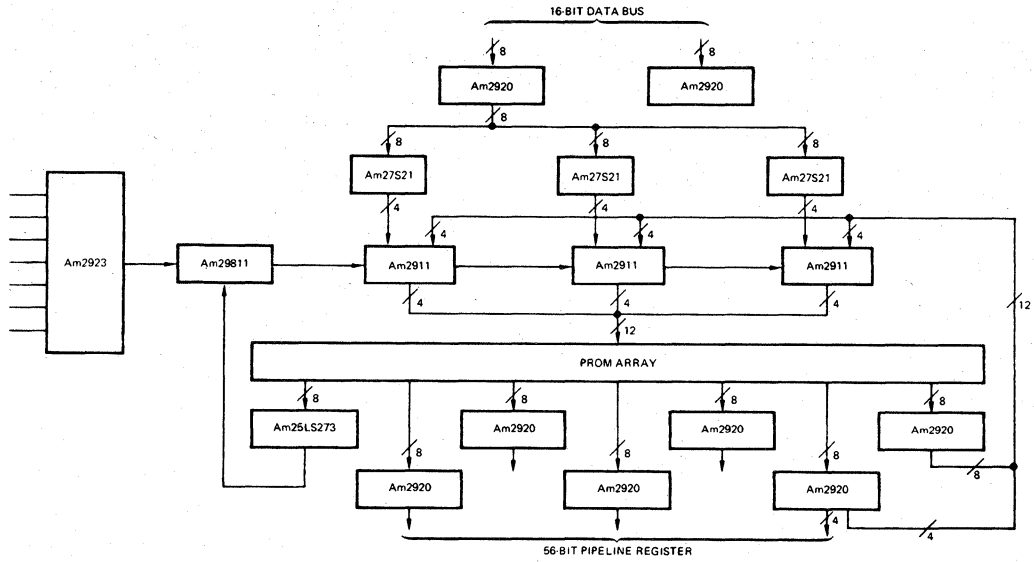 16-BIT DATA BUS
8 8
Am2920 Am2920
8
8 8 8
Am27S21 Am27S21 Am27S21
4 4 4
4 4 4
Am2923 Am29811 Am2911 Am2911 Am2911
4 4 4 12
12
PROM ARRAY
8 8 8 8
Am25LS273 Am2920 Am2920 Am2920
8 8 8 8
Am2920 Am2920 Am2920
4 4
56-BIT PIPELINE REGISTER